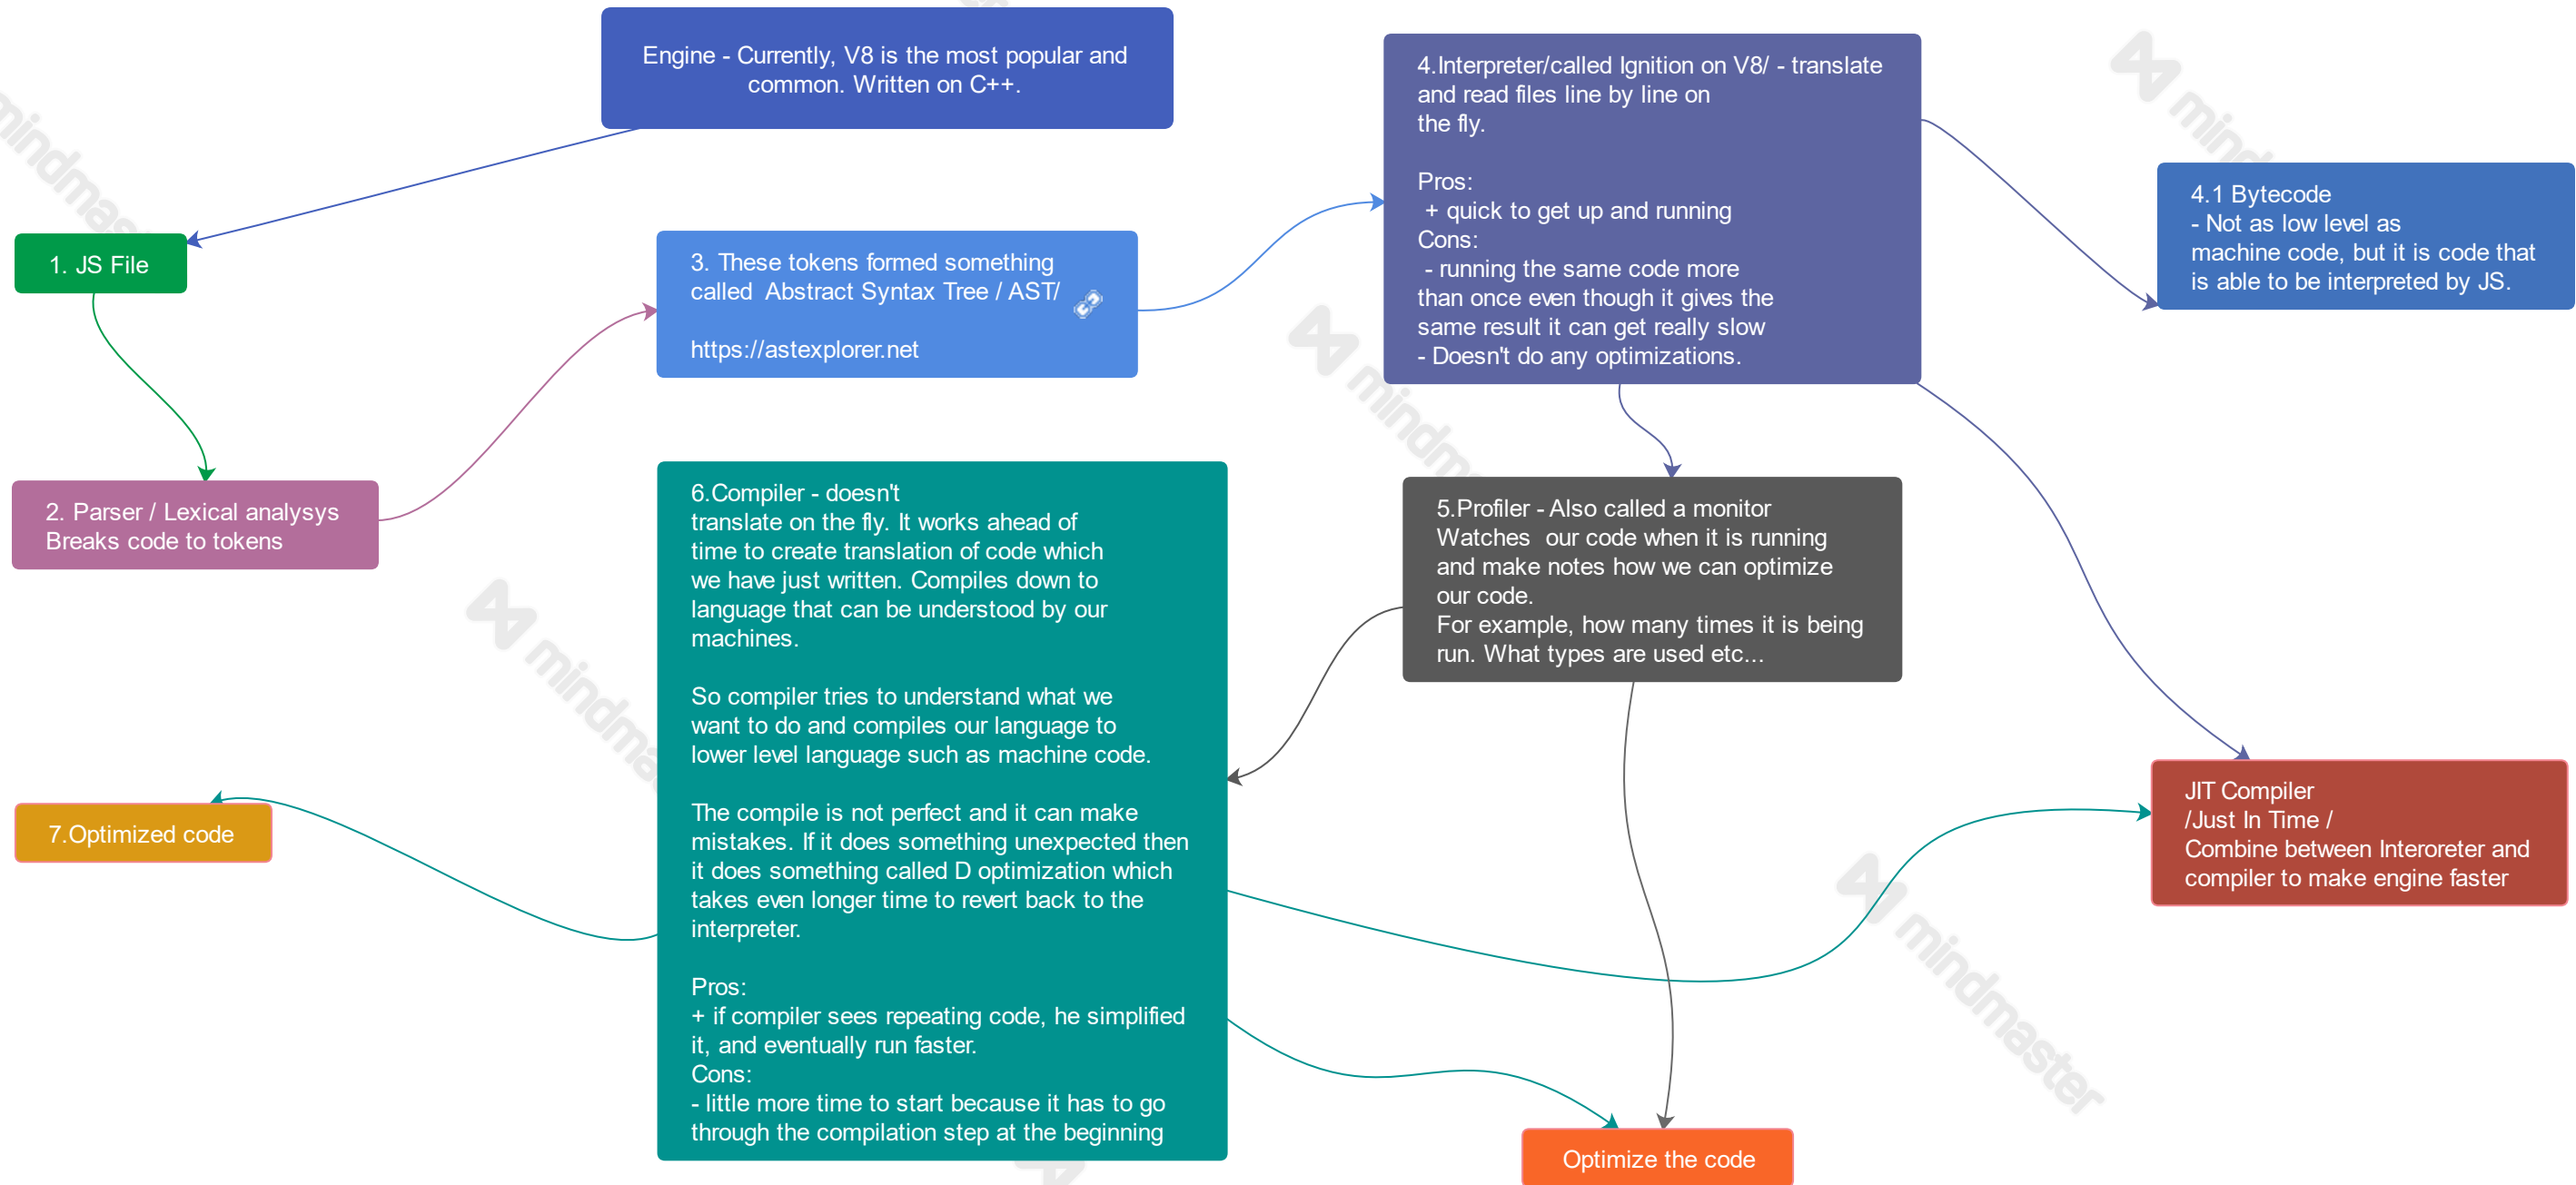 Engine - Currently, V8 is the most popular and
common. Written on C++.
1. JS File
2. Parser / Lexical analysys
Breaks code to tokens
3. These tokens formed something
called  Abstract Syntax Tree / AST/
https://astexplorer.net
4.Interpreter/called Ignition on V8/ - translate
and read files line by line on
the fly.
Pros:
+ quick to get up and running
Cons:
- running the same code more
than once even though it gives the
same result it can get really slow
- Doesn't do any optimizations.
4.1 Bytecode
- Not as low level as
machine code, but it is code that
is able to be interpreted by JS.
5.Profiler - Also called a monitor
Watches  our code when it is running
and make notes how we can optimize
our code.
For example, how many times it is being
run. What types are used etc...
6.Compiler - doesn't
translate on the fly. It works ahead of
time to create translation of code which
we have just written. Compiles down to
language that can be understood by our
machines.
So compiler tries to understand what we
want to do and compiles our language to
lower level language such as machine code.
The compile is not perfect and it can make
mistakes. If it does something unexpected then
it does something called D optimization which
takes even longer time to revert back to the
interpreter.
Pros:
+ if compiler sees repeating code, he simplified
it, and eventually run faster.
Cons:
- little more time to start because it has to go
through the compilation step at the beginning
7.Optimized code
JIT Compiler
/Just In Time /
Combine between Interoreter and
compiler to make engine faster
Optimize the code
mindmaster